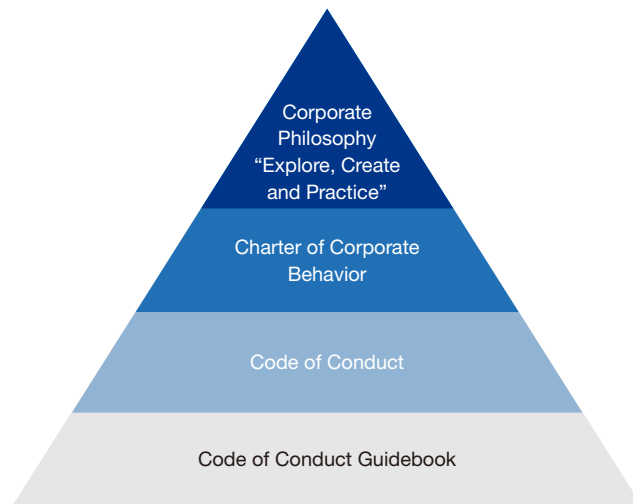 Corporate
Philosophy
“Explore, Create
and Practice”
Charter of Corporate
Behavior
Code of Conduct
Code of Conduct Guidebook